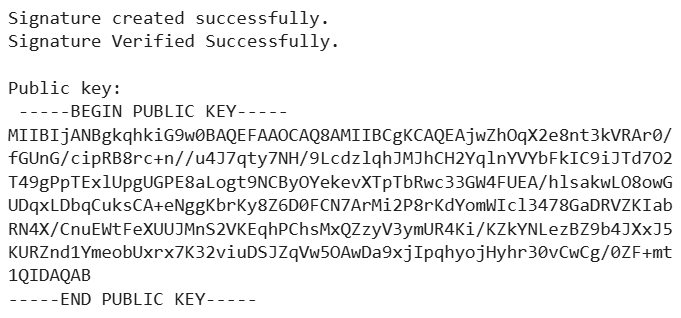 Signature created successfully.
Signature Verified Successfully.
Public key:
-----BEGIN PUBLIC KEY-----
MIIBIjANBgkqhkiG9w0BAQEFAAOCAQ8AMIIBCgKCAQEAjwZhOqX2e8nt3kVRAr0/
fGUnG/cipRB8rc+n//u4J7qty7NH/9LcdzlqhJMJhCH2YqlnYVYbFkIC9iJTd7O2
T49gPpTExlUpgUGPE8aLogt9NCByOYekevXTpTbRwc33GW4FUEA/hlsakwLO8owG
UDqxLDbqCuksCA+eNggKbrKy8Z6D0FCN7ArMi2P8rKdYomWIcl3478GaDRVZKIab
RN4X/CnuEWtFeXUUJMnS2VKEqhPChsMxQZzyV3ymUR4Ki/KZkYNLezBZ9b4JXxJ5
KURZnd1YmeobUxrx7K32viuDSJZqVw5OAwDa9xjIpqhyojHyhr30vCwCg/0ZF+mt
1QIDAQAB
-----END PUBLIC KEY-----